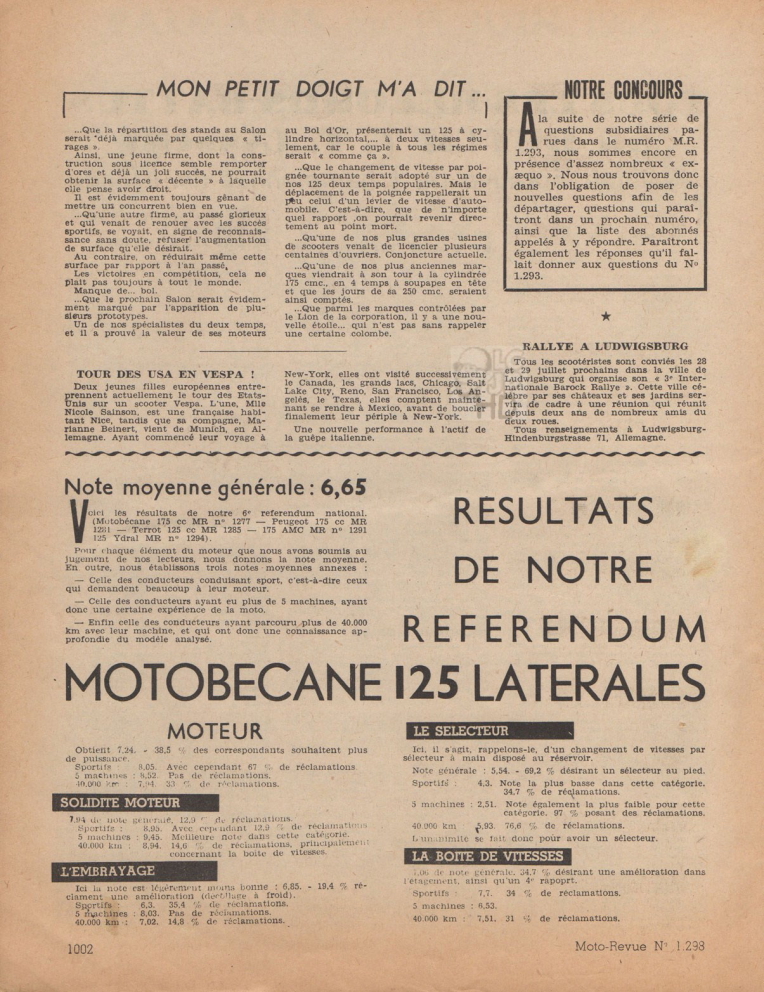 MON PETIT DOIGT M'A DIT...
...Que la répartition des stands au Salon
serait déjà marquée par quelques « ti-
rages ».
Ainsi, une jeune firme, dont la cons-
truction sous licence semble remporter
d'ores et déjà un joli succès, ne pourrait
obtenir la surface « décente » à laquelle
elle pense avoir droit.
Il est évidemment toujours gênant de
mettre un concurrent bien en vue.
...Qu'une autre firme, au passé glorieux
et qui venait de renouer avec les succès
sportifs, se voyait, en signe de reconnais-
sance sans doute, refuser l'augmentation
de surface qu'elle désirait.
Au contraire, on réduirait même cette
surface par rapport à l'an passé,
Les victoires en compétition, cela ne
plait pas toujours à tout le monde.
Manque de... bol.
...Que le prochain Salon serait évidem-
ment marqué par l'apparition de plu-
sieurs prototypes.
Un de nos spécialistes du deux temps,
et il a prouvé la valeur de ses moteurs
au Bol d'Or, présenterait un 125 à cy-
lindre horizontal,... à deux vitesses seu-
lement, car le couple à tous les régimes
serait « comme ça ».
...Que le changement de vitesse par poi-
gnée tournante serait adopté sur un de
nos 125 deux temps populaires. Mais le
déplacement de la poignée rappellerait un
peu celui d'un levier de vitesse d'auto-
mobile. C'est-à-dire, que de n'importe
quel rapport on pourrait revenir direc-
tement au point mort.
...Qu'une de nos plus grandes usines
de scooters venait de licencier plusieurs
centaines d'ouvriers. Conjoncture actuelle.
...Qu'une de nos plus anciennes mar-
ques viendrait à son tour à la cylindrée
175 cmc., en 4 temps à soupapes en tête
et que les jours de sa 250 cmc. seraient
ainsi comptés.
...Que parmi les marques contrôlées par
le Lion de la corporation, il y a une nou-
velle étoile... qui n'est pas sans rappeler
une certaine colombe.
NOTRE CONCOURS
A la suite de notre série de
questions subsidiaires pa-
rues dans le numéro M.R.
1.293, nous sommes encore en
présence d'assez nombreux « ex-
æquo ». Nous nous trouvons donc
dans l'obligation de poser de
nouvelles questions afin de les
départager, questions qui paraî-
tront dans un prochain numéro,
ainsi que la liste des abonnés
appelés à y répondre. Paraîtront
également les réponses qu'il fal-
lait donner aux questions du N°
1.293.
TOUR DES USA EN VESPA !
Deux jeunes filles européennes entre-
prennent actuellement le tour des Etats-
Unis sur un scooter Vespa. L'une, Mlle
Nicole Sainson, est une française habi-
tant Nice, tandis que sa compagne, Ma-
rianne Beinert, vient de Munich, en Al-
lemagne. Ayant commencé leur voyage à
New-York, elles ont visité successivement
le Canada, les grands lacs, Chicago, Salt
Lake City, Reno, San Francisco, Los An-
gelés, le Texas, elles comptent mainte-
nant se rendre à Mexico, avant de boucler
finalement leur périple à New-York.
Une nouvelle performance à l'actif de
la guêpe italienne.
RALLYE A LUDWIGSBURG
Tous les scootéristes sont conviés les 28
et 29 juillet prochains dans la ville de
Ludwigsburg qui organise son « 3e Inter-
nationale Barock Rallye ». Cette ville cé-
lèbre par ses châteaux et ses jardins ser-
vira de cadre à une réunion qui réunit
depuis deux ans de nombreux amis du
deux roues.
Tous renseignements à Ludwigsburg-
Hindenburgstrasse 71, Allemagne.
Note moyenne générale : 6,65
Voici les résultats de notre 6e referendum national.
(Motobécane 175 cc MR n° 1277 — Peugeot 175 cc MR
1281 — Terrot 125 cc MR 1285 — 175 AMC MR n° 1291
125 Ydral MR n° 1294).
Pour chaque élément du moteur que nous avons soumis au
jugement de nos lecteurs, nous donnons la note moyenne.
En outre, nous établissons trois notes moyennes annexes :
— Celle des conducteurs conduisant sport, c'est-à-dire ceux
qui demandent beaucoup à leur moteur.
— Celle des conducteurs ayant eu plus de 5 machines, ayant
donc une certaine expérience de la moto.
— Enfin celle des conducteurs ayant parcouru plus de 40.000
km avec leur machine, et qui ont donc une connaissance ap-
profondie du modèle analysé.
RESULTATS
DE NOTRE
REFERENDUM
MOTOBECANE 125 LATERALES
MOTEUR
Obtient 7.24. - 38,5 % des correspondants souhaitent plus
de puissance.
Sportifs : 8,05. Avec cependant 67 % de réclamations.
5 machines : 8,52. Pas de réclamations.
40.000 km : 7,94. 33 % de réclamations.
SOLIDITE MOTEUR
7,94 de note générale, 12,9 % de réclamations.
Sportifs : 8,95. Avec cependant 12,9 % de réclamations
5 machines : 9,45. Meilleure note dans cette catégorie.
40.000 km : 8,94. 14,6 % de réclamations, principalement
concernant la boite de vitesses.
L'EMBRAYAGE
Ici la note est légèrement moins bonne : 6,85. - 19,4 % ré-
clament une amélioration (décollage à froid).
Sportifs : 6,3. 35,4 % de réclamations.
5 machines : 8,03. Pas de réclamations.
40.000 km : 7,02. 14,8 % de réclamations.
LE SELECTEUR
Ici, il s'agit, rappelons-le, d'un changement de vitesses par
sélecteur à main disposé au réservoir.
Note générale : 5,54. - 69,2 % désirant un sélecteur au pied.
Sportifs : 4,3. Note la plus basse dans cette catégorie.
34.7 % de réclamations.
5 machines : 2,51. Note également la plus faible pour cette
catégorie. 97 % posant des réclamations.
40.000 km : 5,93. 76,6 % de réclamations.
L'unanimité se fait donc pour avoir un sélecteur.
LA BOITE DE VITESSES
de note générale. 34,7 % désirant une amélioration dans
l'étagement, ainsi qu'un 4e rapoprt.
Sportifs : 7,7. 34 % de réclamations.
5 machines : 6,53.
40.000 km : 7,51. 31 % de réclamations.
1002
Moto-Revue N° 1.298